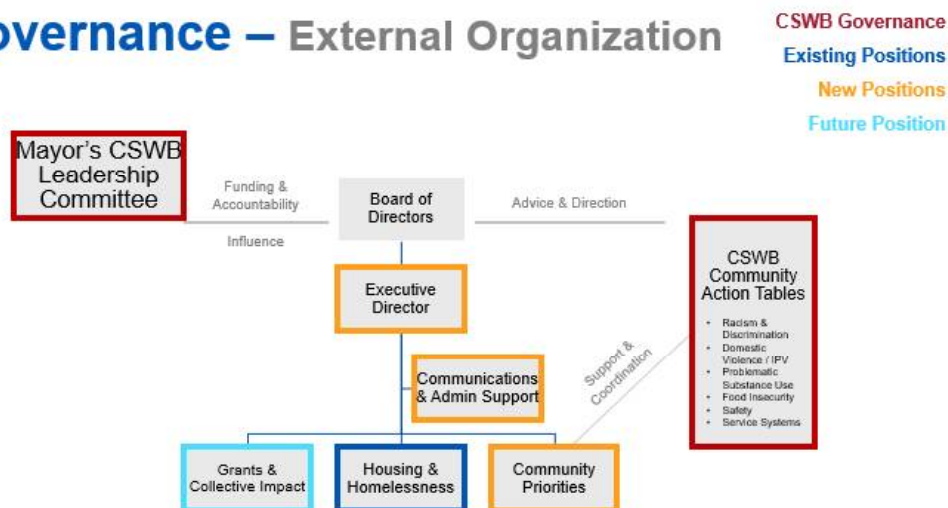 overnance – External Organization
CSWB Governance
Existing Positions
New Positions
Future Position
Mayor's CSWB
Leadership
Committee
Funding &
Accountability
Influence
Board of
Directors
Advice & Direction
CSWB
Community
Action Tables
• Racism &
Discrimination
• Domestic
Violence / IPV
• Problematic
Substance Use
• Food Insecurity
• Safety
• Service Systems
Executive
Director
Support &
Coordination
Communications
& Admin Support
Grants &
Collective Impact
Housing &
Homelessness
Community
Priorities